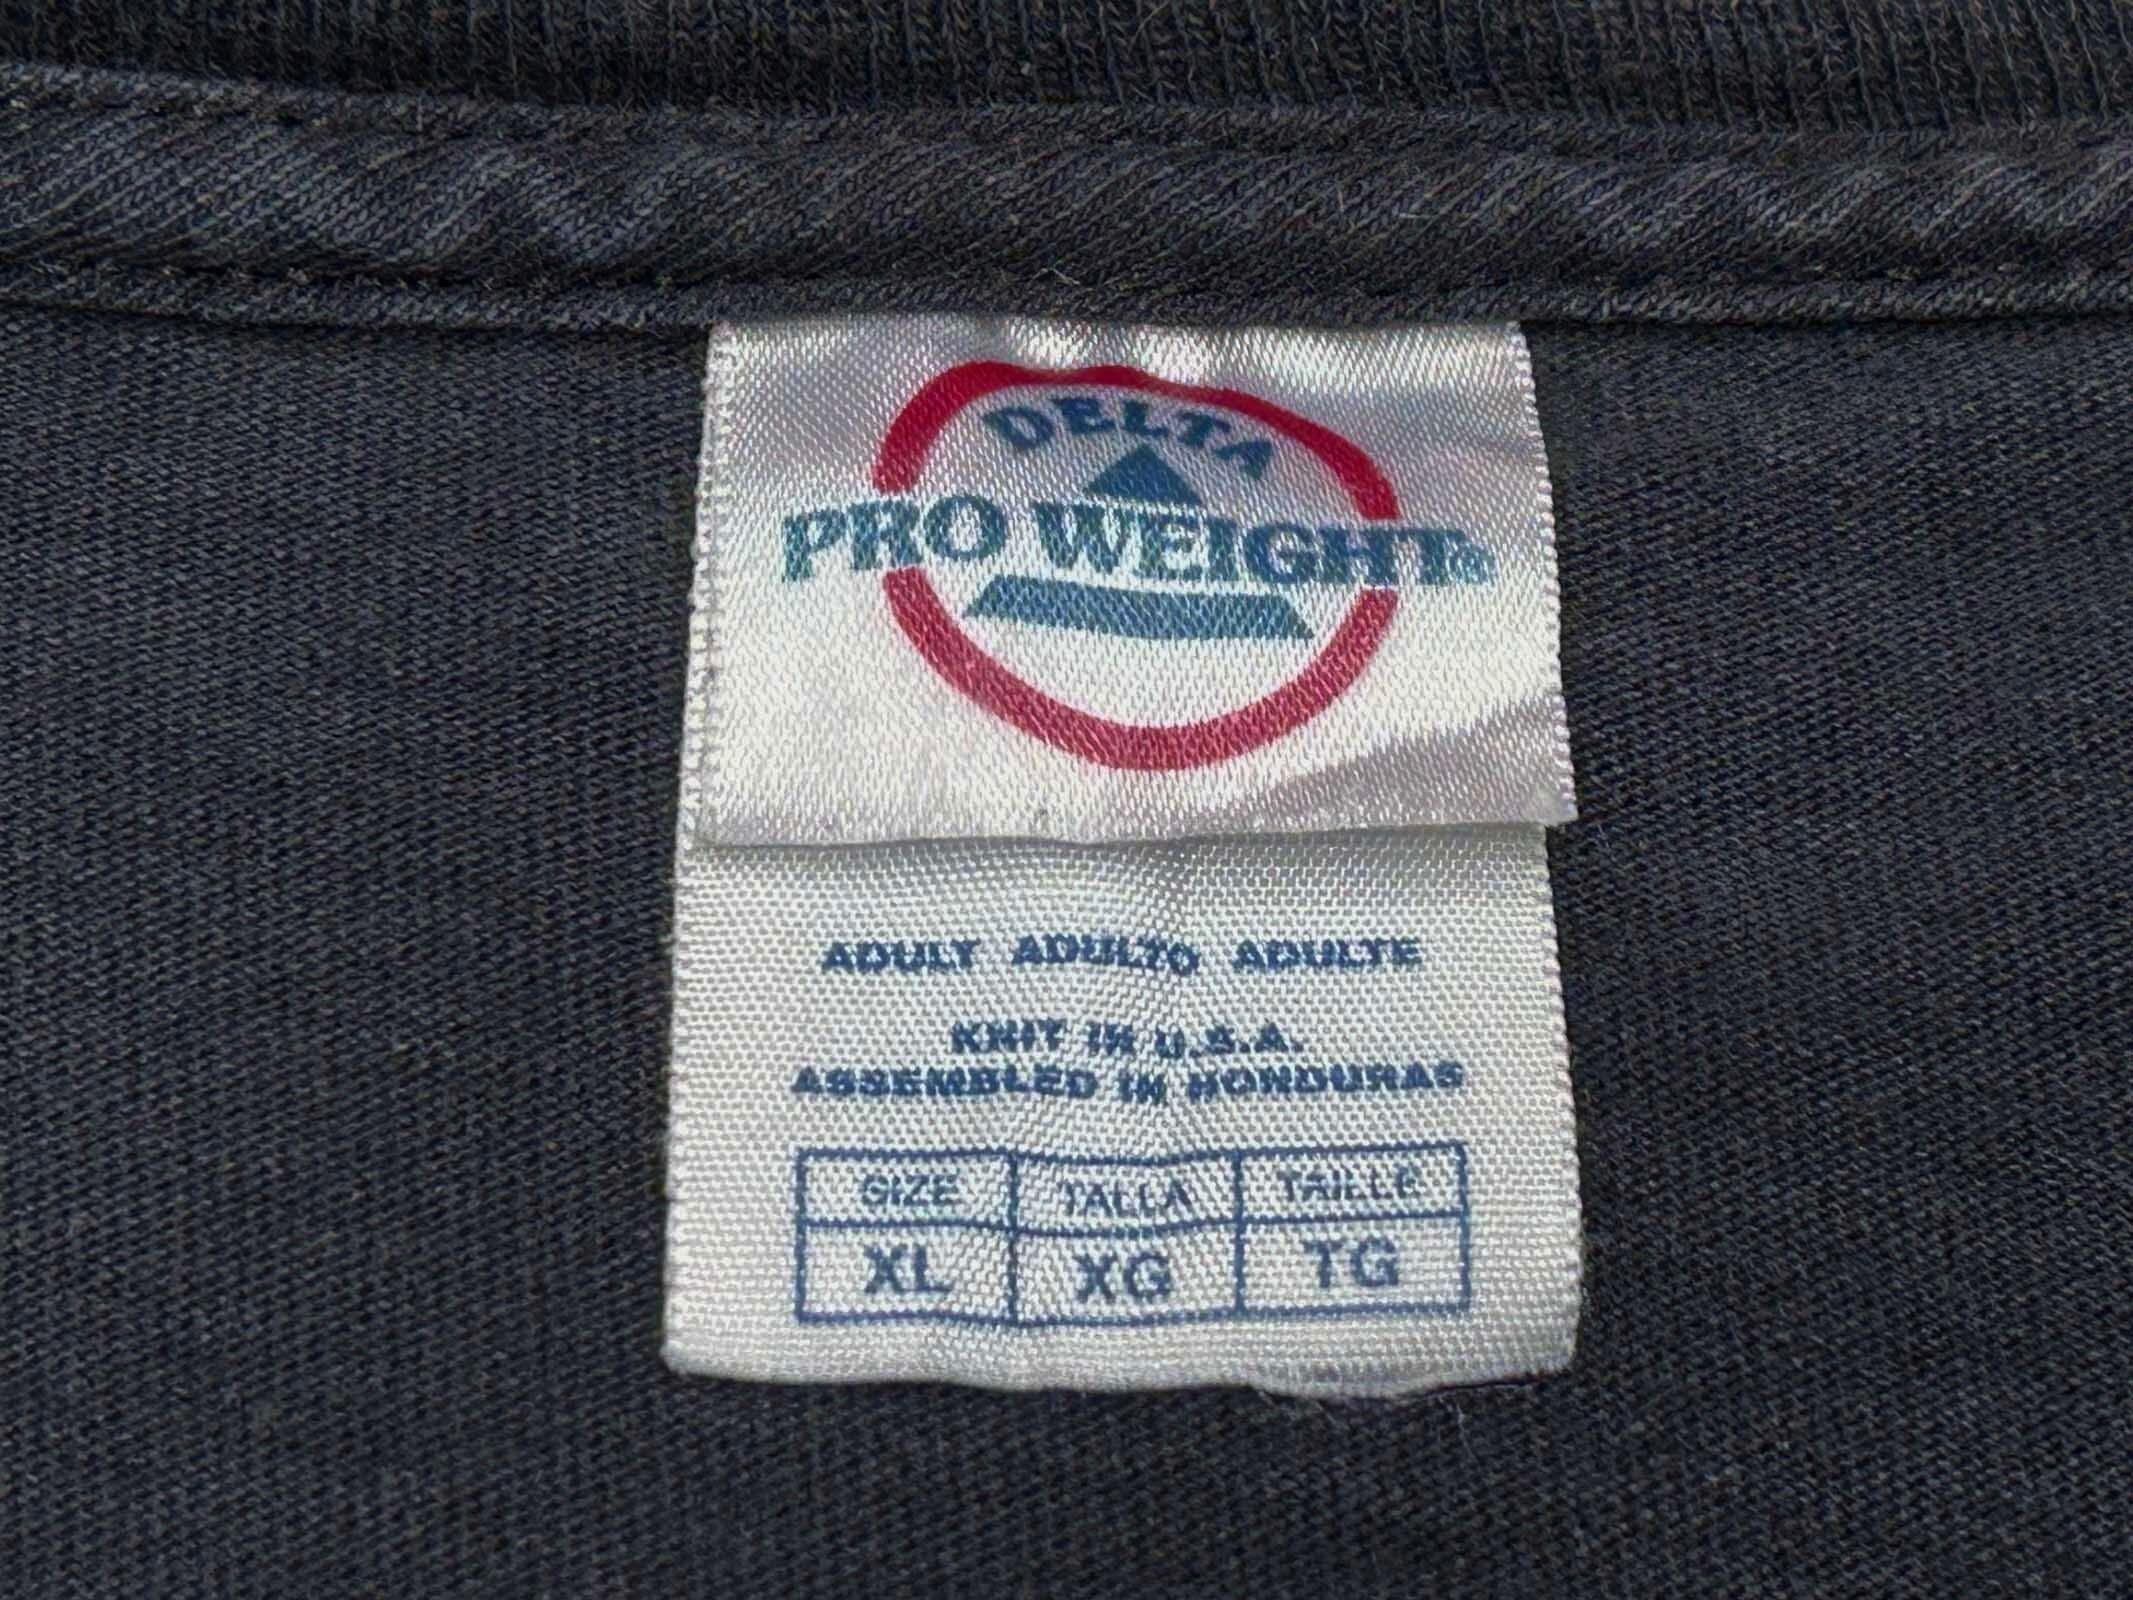 DELTA
PRO WEIGHT®
ADULT ADULTO ADULTE
KNIT IN U.S.A.
ASSEMBLED IN HONDURAS
SIZE TALLA TAILLE
XL XG TG